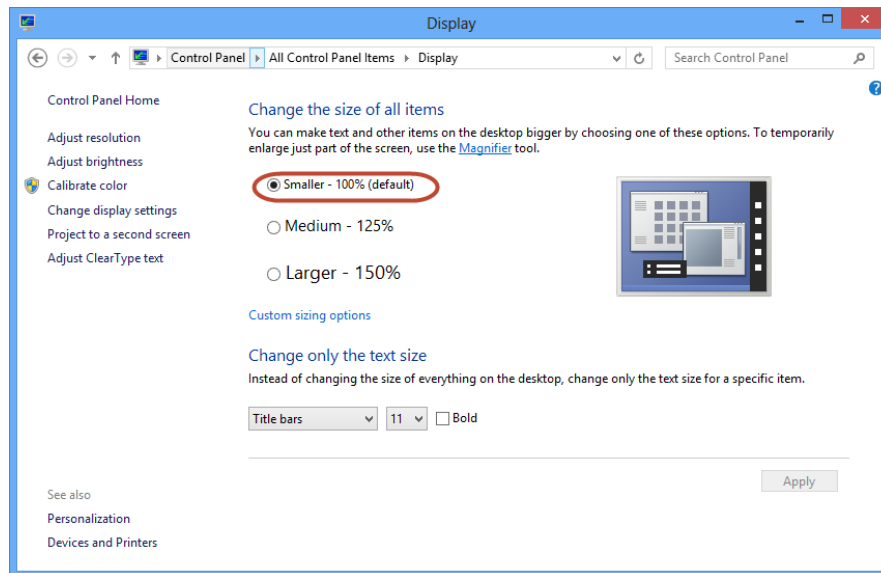 Display
Control Panel All Control Panel Items Display
Search Control Panel
Control Panel Home
Adjust resolution
Adjust brightness
Calibrate color
Change display settings
Project to a second screen
Adjust ClearType text
See also
Personalization
Devices and Printers
Change the size of all items
You can make text and other items on the desktop bigger by choosing one of these options. To temporarily
enlarge just part of the screen, use the Magnifier tool.
Smaller - 100% (default)
Medium - 125%
Larger - 150%
Custom sizing options
Change only the text size
Instead of changing the size of everything on the desktop, change only the text size for a specific item.
Title bars 11 Bold
Apply